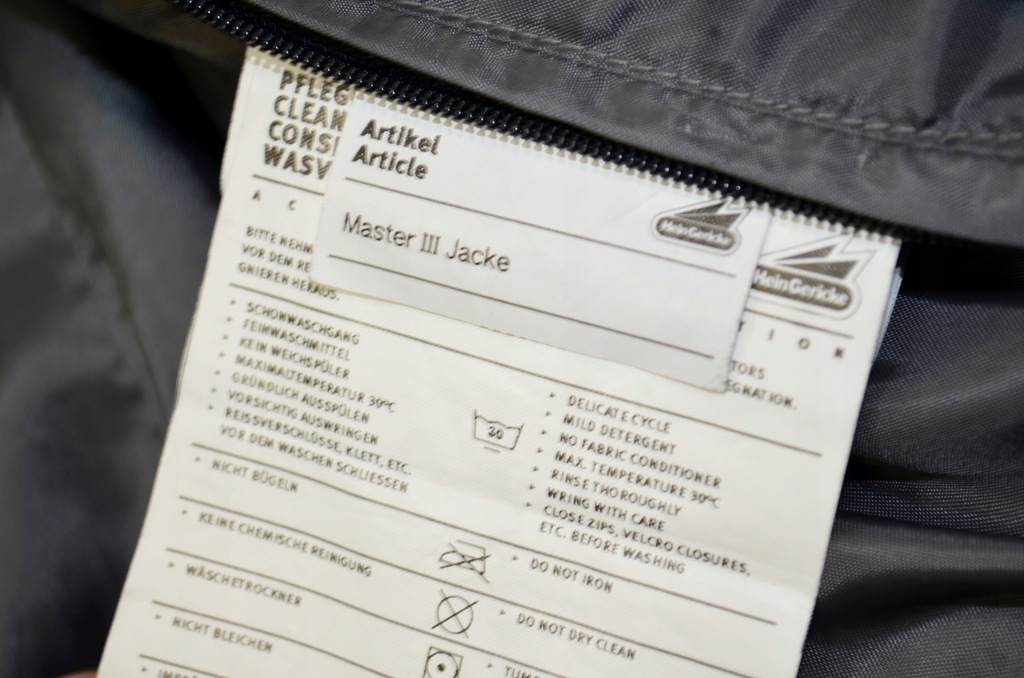 PFLEG
CLEAN
CONS
WASV
Artikel
Article
HeinGericke
Master III Jacke
HeinGericke
A C
I O N
BITTE NEHM
VOR DEM RE
GNIEREN HERAUS.
TORS
GNATION.
▸ SCHONWASCHGANG
▸ FEINWASCHMITTEL
▸ KEIN WEICHSPÜLER
▸ MAXIMALTEMPERATUR 30°C
▸ GRÜNDLICH AUSSPÜLEN
▸ VORSICHTIG AUSWRINGEN
▸ REISSVERSCHLÜSSE, KLETT, ETC.
VOR DEM WASCHEN SCHLIESSEN
30
▸ DELICATE CYCLE
▸ MILD DETERGENT
▸ NO FABRIC CONDITIONER
▸ MAX. TEMPERATURE 30°C
▸ RINSE THOROUGHLY
▸ WRING WITH CARE
▸ CLOSE ZIPS, VELCRO CLOSURES,
ETC. BEFORE WASHING
▸ NICHT BÜGELN
▸ DO NOT IRON
▸ KEINE CHEMISCHE REINIGUNG
▸ DO NOT DRY CLEAN
▸ WÄSCHETROCKNER
▸ TUM
▸ NICHT BLEICHEN